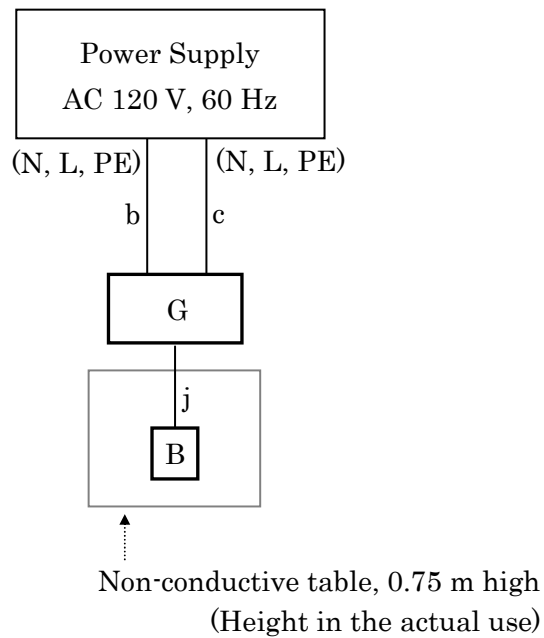 Power Supply
AC 120 V, 60 Hz
(N, L, PE)
(N, L, PE)
b
c
G
j
B
Non-conductive table, 0.75 m high
(Height in the actual use)